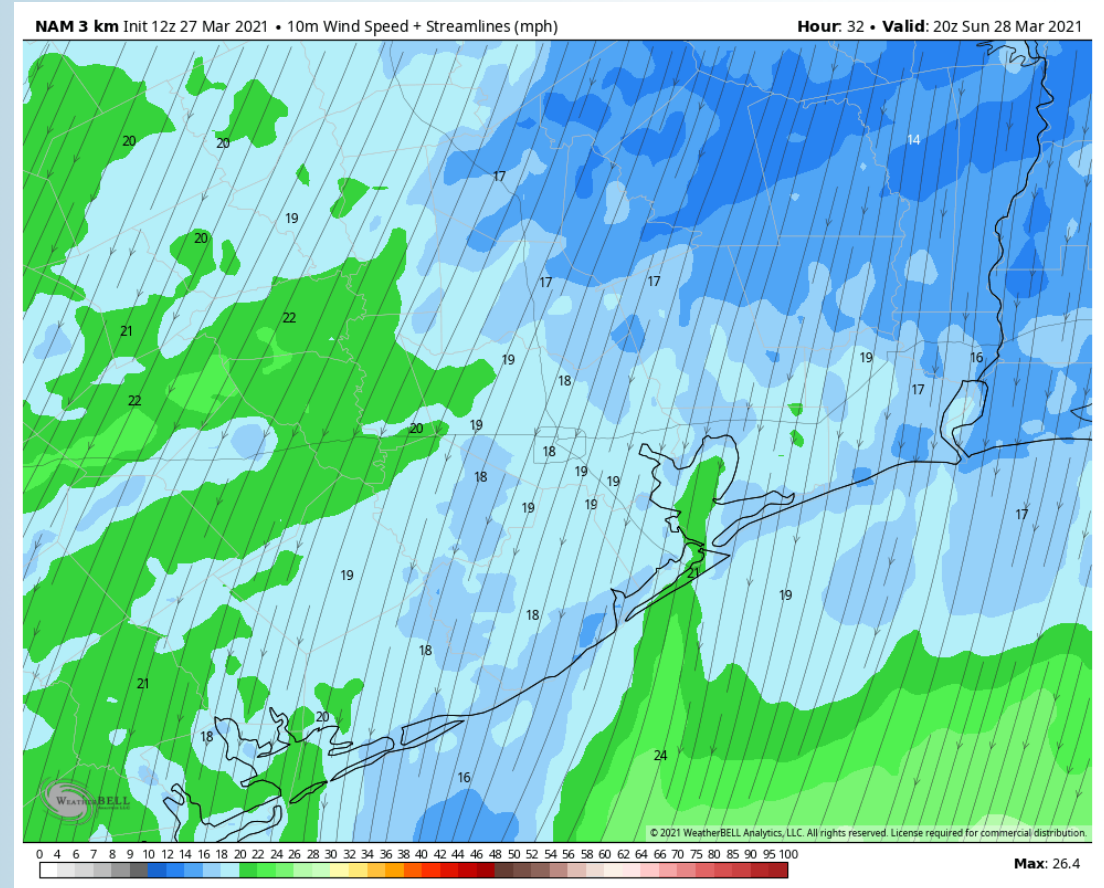 NAM 3 km Init 12z 27 Mar 2021 • 10m Wind Speed + Streamlines (mph) Hour: 32 • Valid: 20z Sun 28 Mar 2021
20 20 14
17
19
20
17 17
22
21
19 19 16
18 17
22
20 19
18
18 19 19
19 19
17
21
19 19
18
18
21
20
18
24
16
WEATHERBELL
© 2021 WeatherBELL Analytics, LLC. All rights reserved. License required for commercial distribution.
0 4 6 7 8 9 10 12 14 16 18 20 22 24 26 28 30 32 34 36 38 40 42 44 46 48 50 52 54 56 58 60 62 64 66 70 75 80 85 90 95 100
Max: 26.4